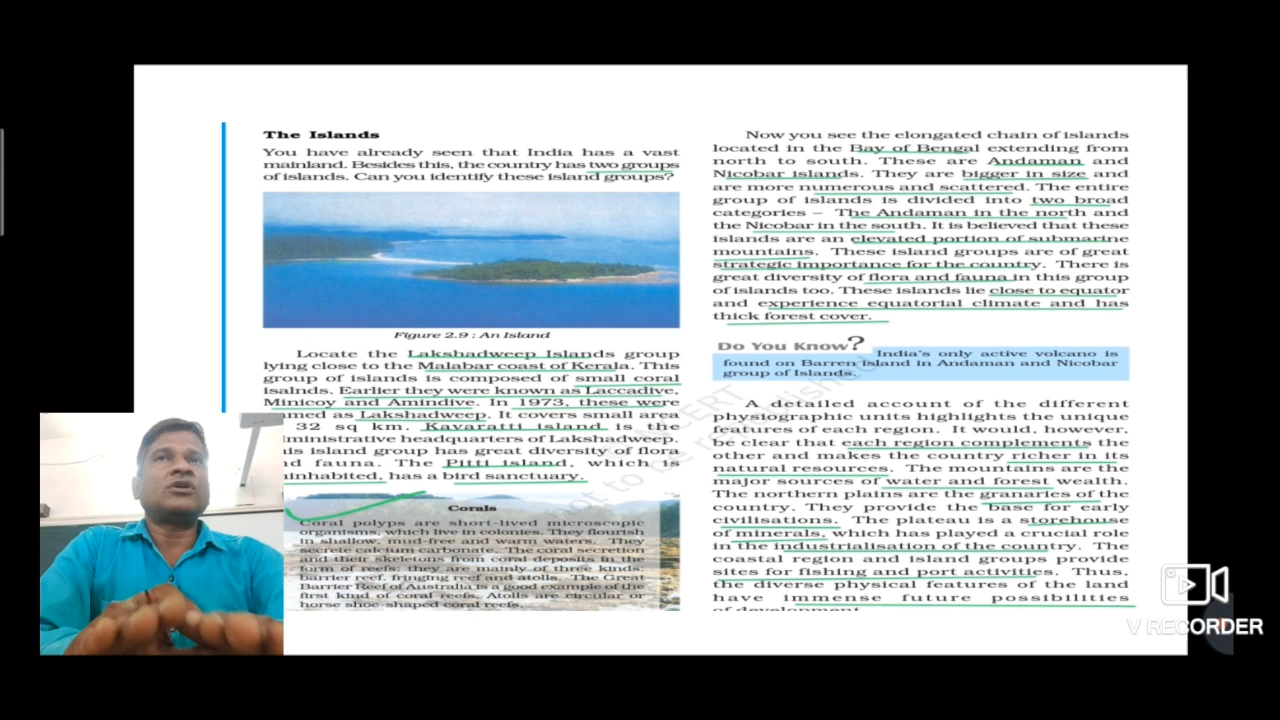 The Islands
You have already seen that India has a vast
mainland. Besides this, the country has two groups
of islands. Can you identify these island groups?
Figure 2.9 : An Island
Locate the Lakshadweep Islands group
lying close to the Malabar coast of Kerala. This
group of islands is composed of small coral
isalnds. Earlier they were known as Laccadive,
Minicoy and Amindive. In 1973, these were
named as Lakshadweep. It covers small area
32 sq km. Kavaratti island is the
administrative headquarters of Lakshadweep.
This island group has great diversity of flora
and fauna. The Pitti island, which is
uninhabited, has a bird sanctuary.
Corals
Coral polyps are short-lived microscopic
organisms, which live in colonies. They flourish
in shallow, mud-free and warm waters. They
secrete calcium carbonate. The coral secretion
and their skeletons from coral deposits in the
form of reefs: they are mainly of three kinds:
barrier reef, fringing reef and atolls. The Great
Barrier Reef of Australia is a good example of the
first kind of coral reefs. Atolls are circular or
horse shoe-shaped coral reefs.
Now you see the elongated chain of islands
located in the Bay of Bengal extending from
north to south. These are Andaman and
Nicobar islands. They are bigger in size and
are more numerous and scattered. The entire
group of islands is divided into two broad
categories – The Andaman in the north and
the Nicobar in the south. It is believed that these
islands are an elevated portion of submarine
mountains. These island groups are of great
strategic importance for the country. There is
great diversity of flora and fauna in this group
of islands too. These islands lie close to equator
and experience equatorial climate and has
thick forest cover.
Do You Know?
India's only active volcano is
found on Barren island in Andaman and Nicobar
group of Islands.
A detailed account of the different
physiographic units highlights the unique
features of each region. It would, however,
be clear that each region complements the
other and makes the country richer in its
natural resources. The mountains are the
major sources of water and forest wealth.
The northern plains are the granaries of the
country. They provide the base for early
civilisations. The plateau is a storehouse
of minerals, which has played a crucial role
in the industrialisation of the country. The
coastal region and island groups provide
sites for fishing and port activities. Thus,
the diverse physical features of the land
have immense future possibilities
of development.
V RECORDER